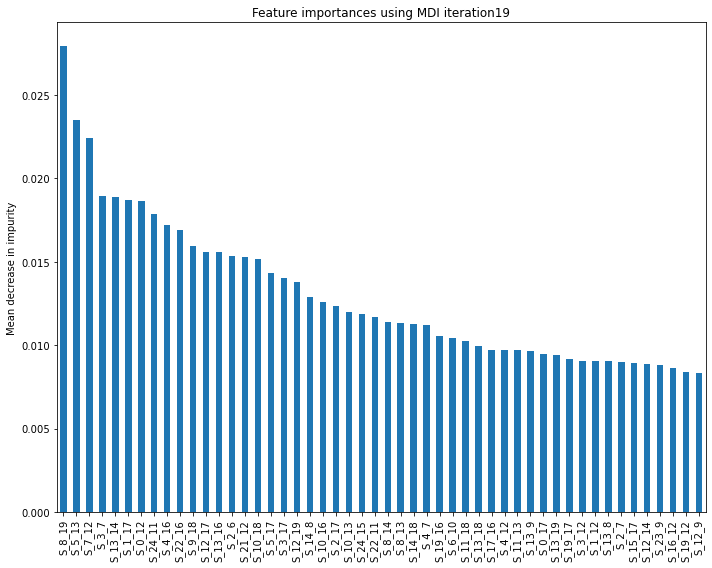 Feature importances using MDI iteration19
Mean decrease in impurity
0.025
0.020
0.015
0.010
0.005
0.000
S_8_19
S_5_13
S_7_12
S_3_7
S_13_14
S_1_17
S_0_12
S_24_11
S_4_16
S_22_16
S_9_18
S_12_17
S_13_16
S_2_6
S_21_12
S_10_18
S_5_17
S_3_17
S_12_19
S_14_8
S_10_16
S_2_17
S_10_13
S_24_15
S_22_11
S_8_14
S_8_13
S_14_18
S_4_7
S_19_16
S_6_10
S_11_18
S_13_18
S_17_16
S_4_12
S_11_13
S_13_9
S_0_17
S_13_19
S_19_17
S_3_12
S_1_12
S_13_8
S_2_7
S_15_17
S_12_14
S_23_9
S_16_12
S_19_12
S_12_9